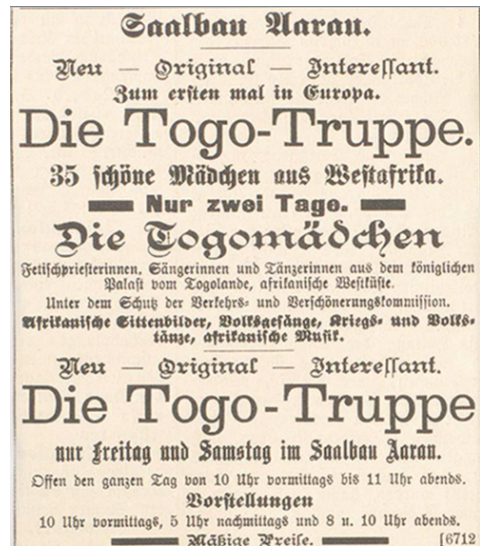 Saalbau Aarau.
Neu — Original — Interessant.
Zum ersten mal in Europa.
Die Togo-Truppe.
35 schöne Mädchen aus Westafrika.
Nur zwei Tage.
Die Togomädchen
Fetischpriesterinnen, Sängerinnen und Tänzerinnen aus dem königlichen
Palast vom Togolande, afrikanische Westküste.
Unter dem Schutz der Verkehrs- und Verschönerungskommission.
Afrikanische Sittenbilder, Volksgesänge, Kriegs- und Volks-
tänze, afrikanische Musik.
Neu — Original — Interessant.
Die Togo-Truppe
nur Freitag und Samstag im Saalbau Aarau.
Offen den ganzen Tag von 10 Uhr vormittags bis 11 Uhr abends.
Vorstellungen
10 Uhr vormittags, 5 Uhr nachmittags und 8 u. 10 Uhr abends.
Mäßige Preise. [6712